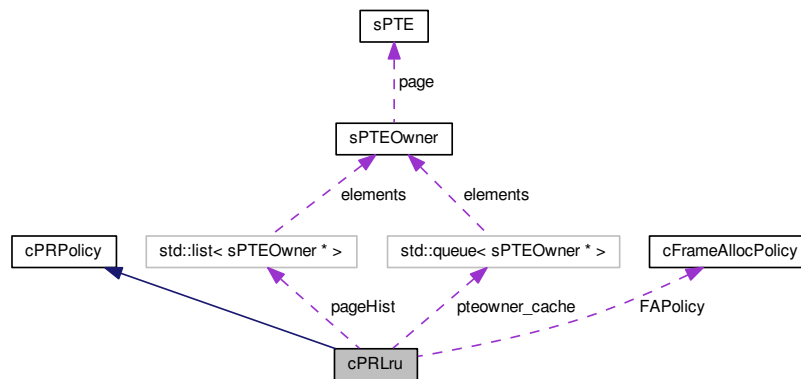 sPTE
page
sPTEOwner
elements
elements
cPRPolicy
std::list< sPTEOwner * >
std::queue< sPTEOwner * >
cFrameAllocPolicy
pageHist
pteowner_cache
FAPolicy
cPRLru